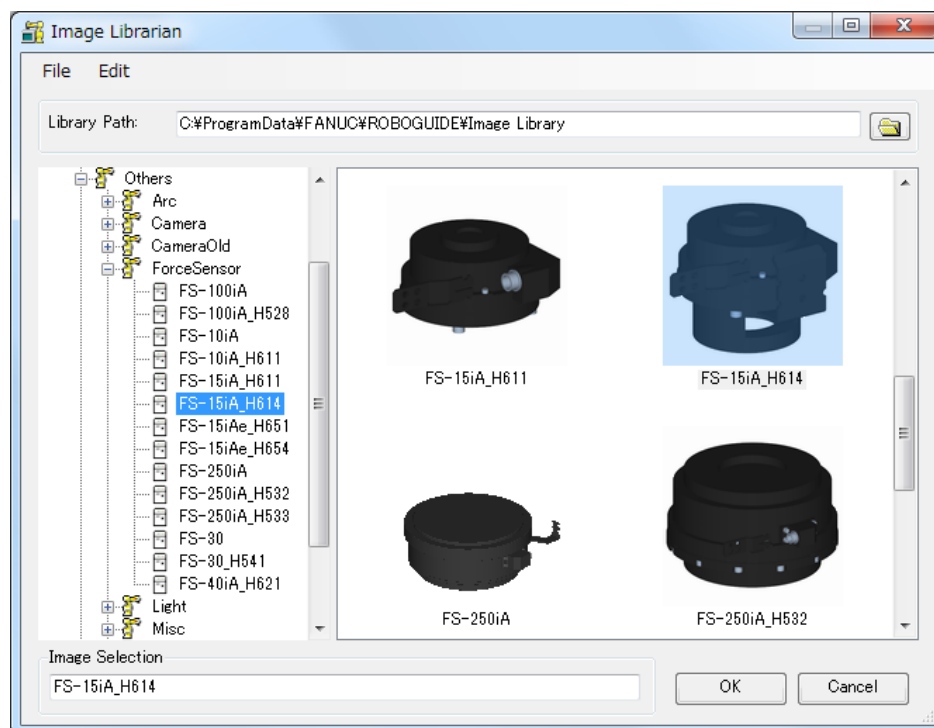 Image Librarian
File Edit
Library Path: C:¥ProgramData¥FANUC¥ROBOGUIDE¥Image Library
Others
Arc
Camera
CameraOld
ForceSensor
FS-100iA
FS-100iA_H528
FS-10iA
FS-10iA_H611
FS-15iA_H611
FS-15iA_H614
FS-15iAe_H651
FS-15iAe_H654
FS-250iA
FS-250iA_H532
FS-250iA_H533
FS-30
FS-30_H541
FS-40iA_H621
Light
Misc
FS-15iA_H611 FS-15iA_H614
FS-250iA FS-250iA_H532
Image Selection
FS-15iA_H614
OK Cancel